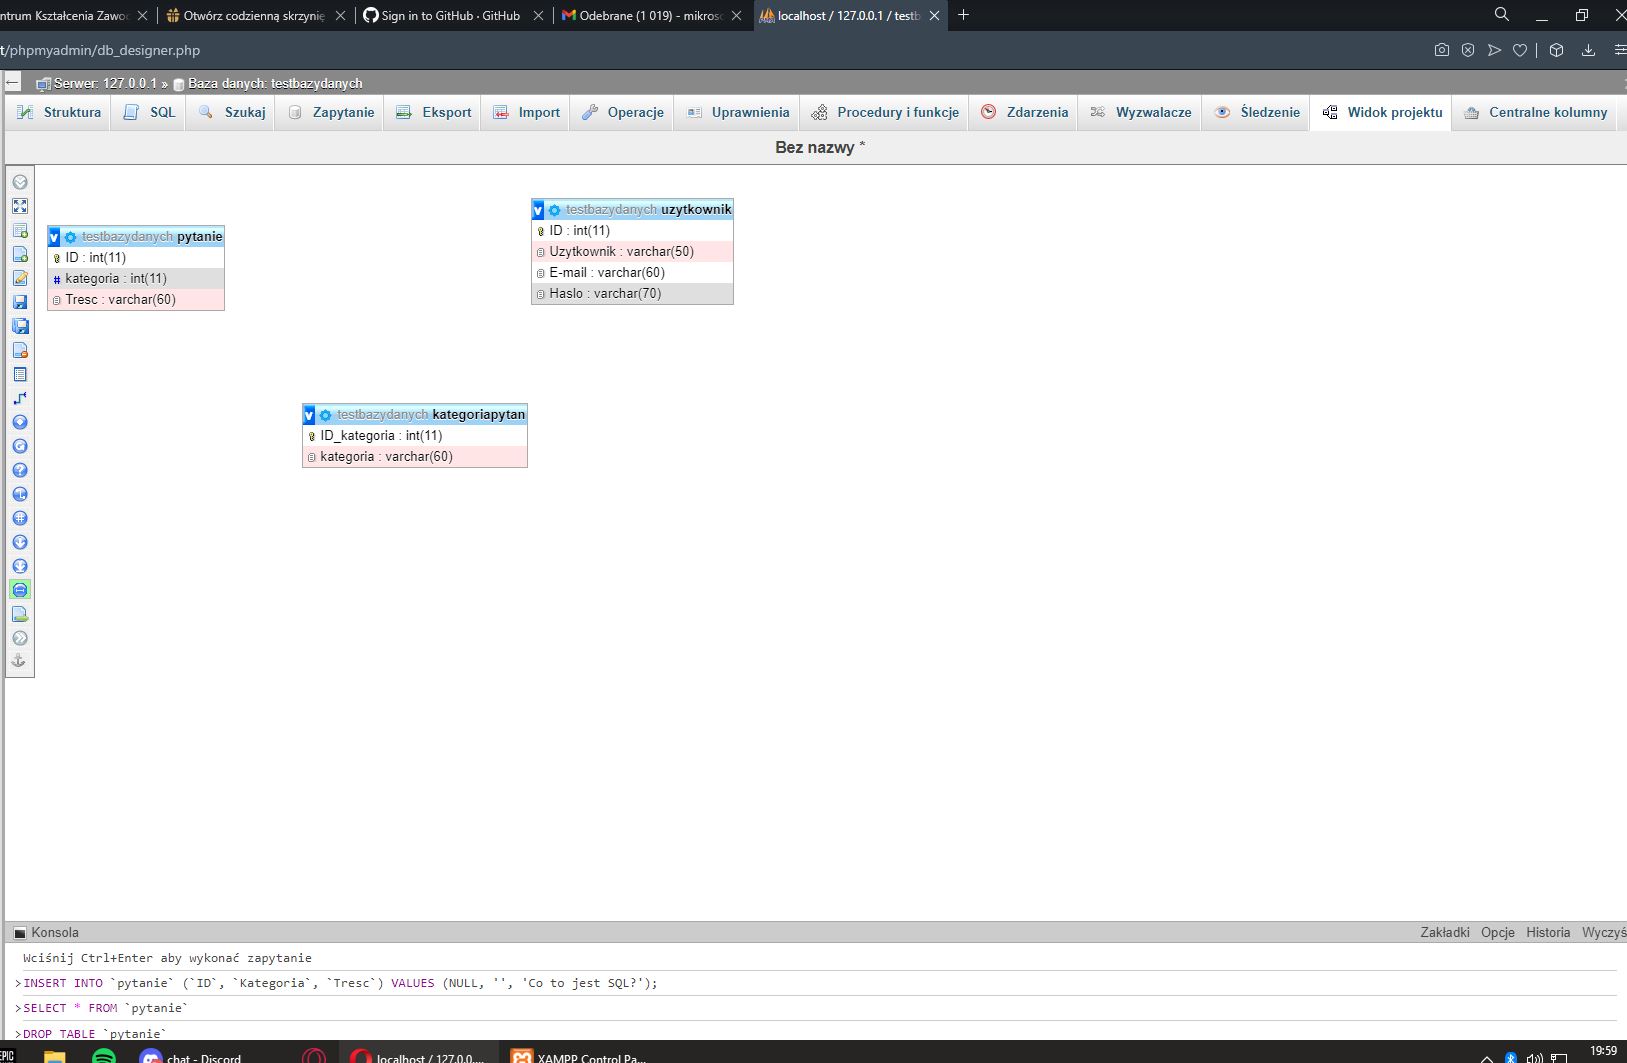 ntrum Kształcenia Zawo
Otwórz codzienną skrzynię
Sign in to GitHub · GitHub
Odebrane (1 019) - mikros
localhost / 127.0.0.1 / testb
t/phpmyadmin/db_designer.php
Serwer: 127.0.0.1 » Baza danych: testbazydanych
Struktura SQL Szukaj Zapytanie Eksport Import Operacje Uprawnienia Procedury i funkcje Zdarzenia Wyzwalacze Śledzenie Widok projektu Centralne kolumny
Bez nazwy *
v testbazydanych pytanie
ID : int(11)
# kategoria : int(11)
Tresc : varchar(60)
v testbazydanych uzytkownik
ID : int(11)
Uzytkownik : varchar(50)
E-mail : varchar(60)
Haslo : varchar(70)
v testbazydanych kategoriapytan
ID_kategoria : int(11)
kategoria : varchar(60)
Konsola Zakładki Opcje Historia Wyczyś
Wciśnij Ctrl+Enter aby wykonać zapytanie
>INSERT INTO `pytanie` (`ID`, `Kategoria`, `Tresc`) VALUES (NULL, '', 'Co to jest SQL?');
>SELECT * FROM `pytanie`
>DROP TABLE `pytanie`
EPIC chat - Discord localhost / 127.0.0.... XAMPP Control Pa... 19:59